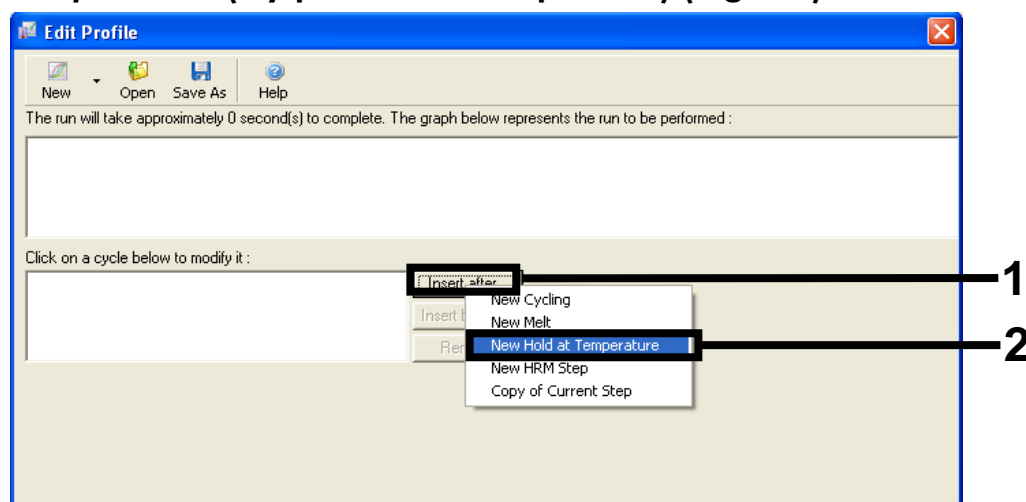 Edit Profile
New Open Save As Help
The run will take approximately 0 second(s) to complete. The graph below represents the run to be performed :
Click on a cycle below to modify it :
Insert after...
1
New Cycling
Insert
New Melt
New Hold at Temperature
2
New HRM Step
Copy of Current Step